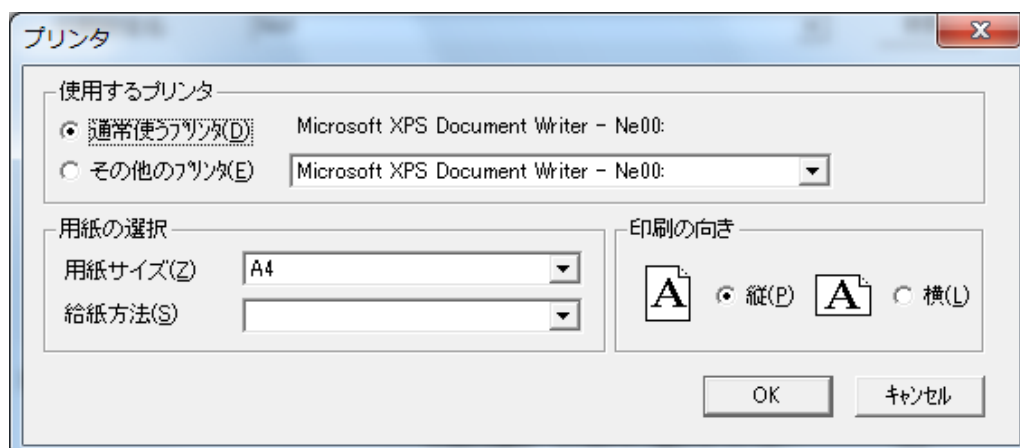 プリンタ
使用するプリンタ
通常使うﾌﾟﾘﾝﾀ(D) Microsoft XPS Document Writer - Ne00:
その他のﾌﾟﾘﾝﾀ(E) Microsoft XPS Document Writer - Ne00:
用紙の選択
用紙サイズ(Z) A4
給紙方法(S)
印刷の向き
A 縦(P) A 横(L)
OK ｷｬﾝｾﾙ